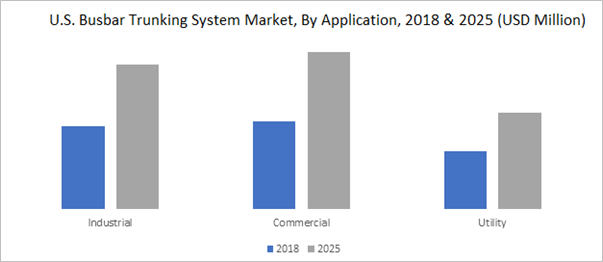 U.S. Busbar Trunking System Market, By Application, 2018 & 2025 (USD Million)
Industrial
Commercial
Utility
2018
2025